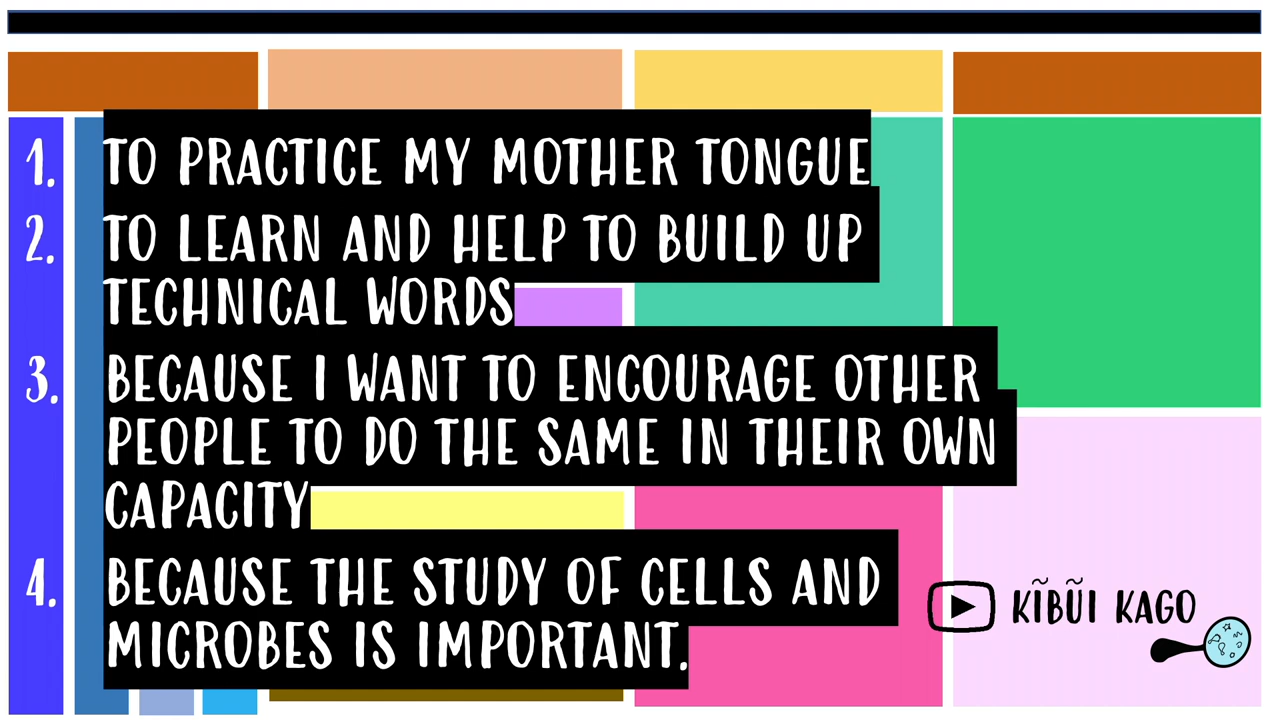 1. TO PRACTICE MY MOTHER TONGUE
2. TO LEARN AND HELP TO BUILD UP
TECHNICAL WORDS
3. BECAUSE I WANT TO ENCOURAGE OTHER
PEOPLE TO DO THE SAME IN THEIR OWN
CAPACITY
4. BECAUSE THE STUDY OF CELLS AND
MICROBES IS IMPORTANT.
KĨBŨI KAGO